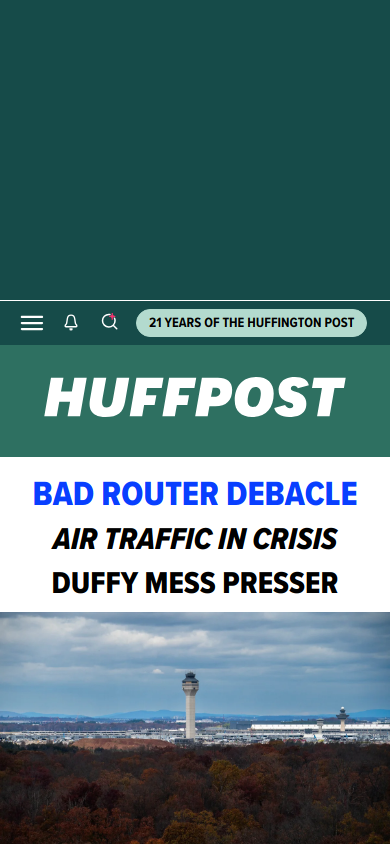 21 YEARS OF THE HUFFINGTON POST
HUFFPOST
BAD ROUTER DEBACLE
AIR TRAFFIC IN CRISIS
DUFFY MESS PRESSER